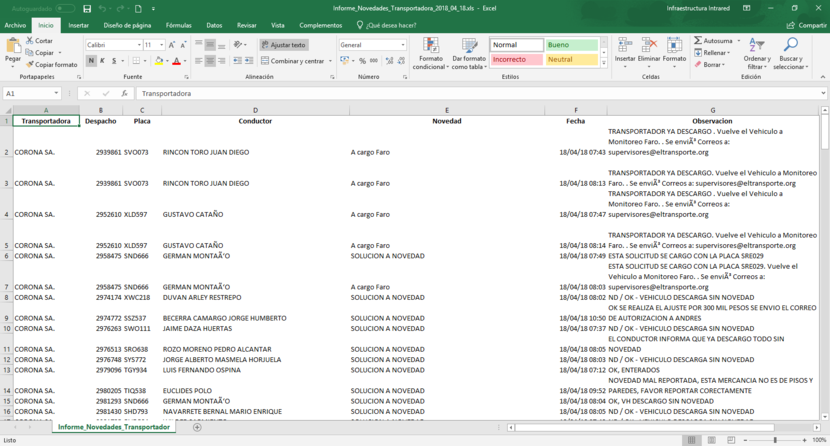 Autoguardado
Informe_Novedades_Transportadora_2018_04_18.xls - Excel
Infraestructura Intrared
Archivo Inicio Insertar Diseño de página Fórmulas Datos Revisar Vista Complementos ¿Qué desea hacer? Compartir
Pegar
Cortar
Copiar
Copiar formato
Portapapeles
Calibri 11
N K S
Fuente
Ajustar texto
Combinar y centrar
Alineación
General
% 000
Número
Formato condicional
Dar formato como tabla
Normal Bueno
Incorrecto Neutral
Estilos
Insertar Eliminar Formato
Celdas
Autosuma
Rellenar
Borrar
Ordenar y filtrar
Buscar y seleccionar
Edición
A1 fx Transportadora
A B C D E F G
1 Transportadora Despacho Placa Conductor Novedad Fecha Observacion
TRANSPORTADOR YA DESCARGO . Vuelve el Vehiculo a
Monitoreo Faro. . Se enviÃ³ Correos a:
2 CORONA SA. 2939861 SVO073 RINCON TORO JUAN DIEGO A cargo Faro 18/04/18 07:43 supervisores@eltransporte.org
TRANSPORTADOR YA DESCARGO. Vuelve el Vehiculo a Monitoreo
3 CORONA SA. 2939861 SVO073 RINCON TORO JUAN DIEGO A cargo Faro 18/04/18 08:13 Faro. . Se enviÃ³ Correos a: supervisores@eltransporte.org
TRANSPORTADOR YA DESCARGO . Vuelve el Vehiculo a
Monitoreo Faro. . Se enviÃ³ Correos a:
4 CORONA SA. 2952610 XLD597 GUSTAVO CATAÑO A cargo Faro 18/04/18 07:47 supervisores@eltransporte.org
TRANSPORTADOR YA DESCARGO. Vuelve el Vehiculo a Monitoreo
5 CORONA SA. 2952610 XLD597 GUSTAVO CATAÑO A cargo Faro 18/04/18 08:14 Faro. . Se enviÃ³ Correos a: supervisores@eltransporte.org
6 CORONA SA. 2958475 SND666 GERMAN MONTAÃ'O SOLUCION A NOVEDAD 18/04/18 07:49 ESTA SOLICITUD SE CARGO CON LA PLACA SRE029
ESTA SOLICITUD SE CARGO CON LA PLACA SRE029. Vuelve el
7 CORONA SA. 2958475 SND666 GERMAN MONTAÃ'O A cargo Faro 18/04/18 08:03 Vehiculo a Monitoreo Faro. . Se enviÃ³ Correos a: supervisores@eltransporte.org
8 CORONA SA. 2974174 XWC218 DUVAN ARLEY RESTREPO SOLUCION A NOVEDAD 18/04/18 08:02 ND / OK - VEHICULO DESCARGA SIN NOVEDAD
OK SE REALIZA EL AJUSTE POR 300 MIL PESOS SE ENVIO EL CORREO
9 CORONA SA. 2974772 SSZ537 BECERRA CAMARGO JORGE HUMBERTO SOLUCION A NOVEDAD 18/04/18 10:50 DE AUTORIZACION A ANDRES
10 CORONA SA. 2976263 SWO111 JAIME DAZA HUERTAS SOLUCION A NOVEDAD 18/04/18 07:37 ND / OK - VEHICULO DESCARGA SIN NOVEDAD
EL CONDUCTOR INFORMA QUE YA DESCARGO TODO SIN
11 CORONA SA. 2976513 SRO638 ROZO MORENO PEDRO ALCANTAR SOLUCION A NOVEDAD 18/04/18 08:05 NOVEDAD
12 CORONA SA. 2976748 SYS772 JORGE ALBERTO MASMELA HORJUELA SOLUCION A NOVEDAD 18/04/18 08:03 ND / OK - VEHICULO DESCARGA SIN NOVEDAD
13 CORONA SA. 2979096 TGY934 LUIS FERNANDO OSPINA SOLUCION A NOVEDAD 18/04/18 07:12 OK, ENTERADOS
NOVEDAD MAL REPORTADA, ESTA MERCANCIA NO ES DE PISOS Y
14 CORONA SA. 2980205 TIQ538 EUCLIDES POLO SOLUCION A NOVEDAD 18/04/18 09:52 PAREDES, FAVOR REPORTAR CORECTAMENTE
15 CORONA SA. 2981293 SND666 GERMAN MONTAÃ'O SOLUCION A NOVEDAD 18/04/18 08:04 OK, VH DESCARGO SIN NOVEDAD
16 CORONA SA. 2981430 SHD793 NAVARRETE BERNAL MARIO ENRIQUE SOLUCION A NOVEDAD 18/04/18 08:05 ND / OK - VEHICULO DESCARGA SIN NOVEDAD
Informe_Novedades_Transportador
Listo 100%